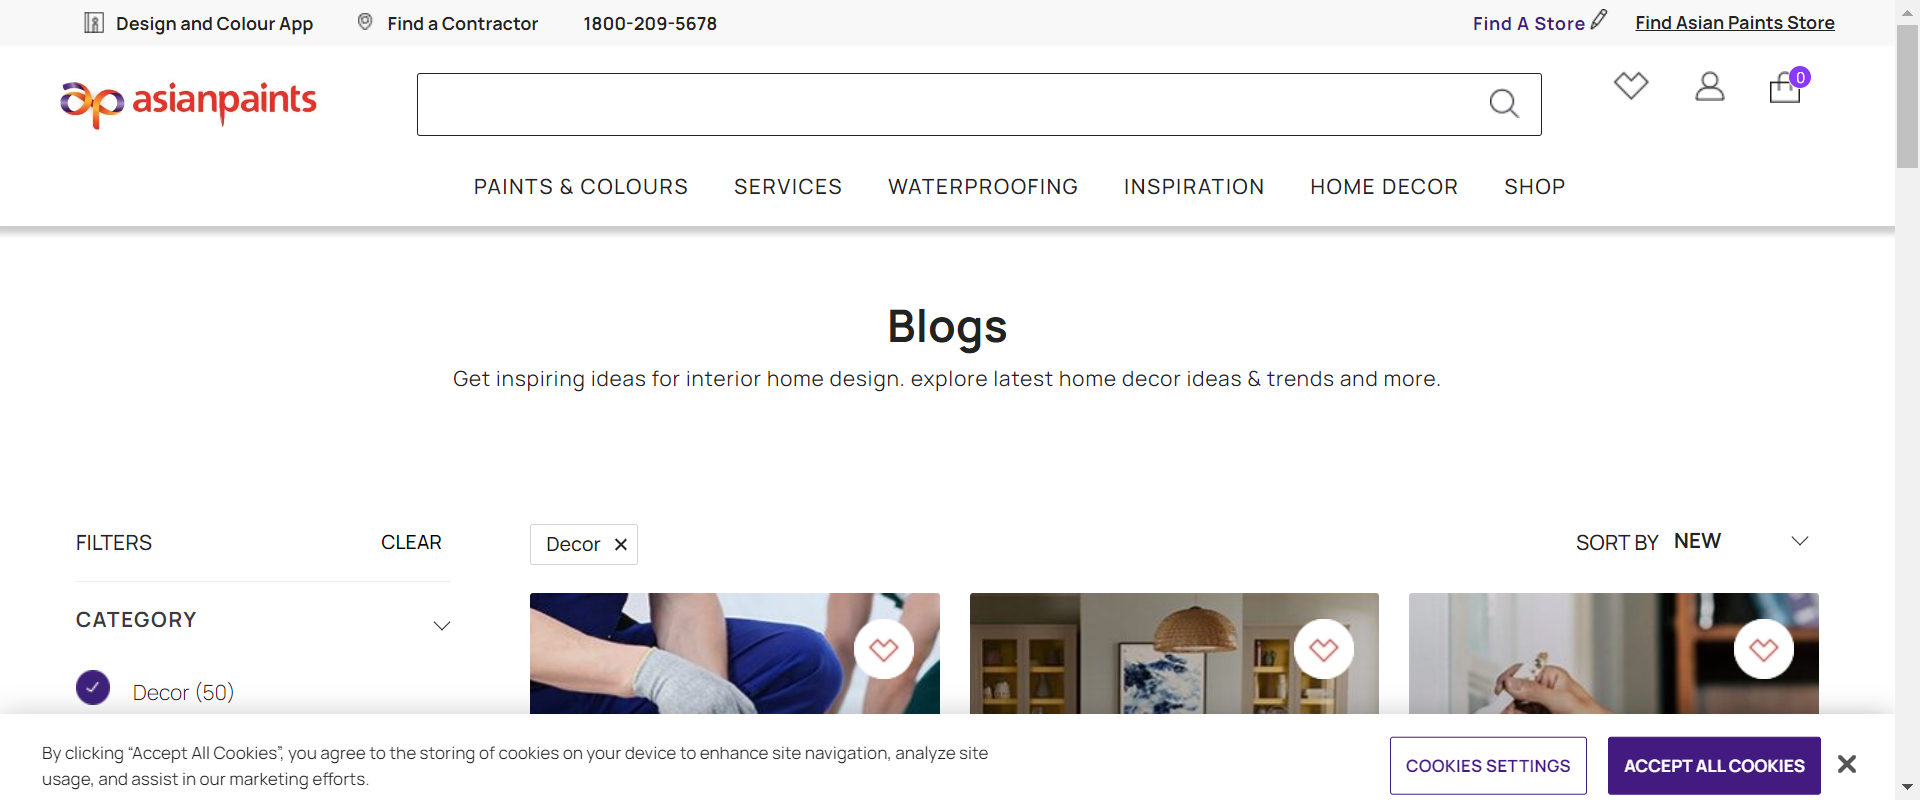 Design and Colour App
Find a Contractor
1800-209-5678
Find A Store
Find Asian Paints Store
asianpaints
0
PAINTS & COLOURS
SERVICES
WATERPROOFING
INSPIRATION
HOME DECOR
SHOP
Blogs
Get inspiring ideas for interior home design. explore latest home decor ideas & trends and more.
FILTERS
CLEAR
Decor
SORT BY NEW
CATEGORY
Decor (50)
By clicking “Accept All Cookies”, you agree to the storing of cookies on your device to enhance site navigation, analyze site
usage, and assist in our marketing efforts.
COOKIES SETTINGS
ACCEPT ALL COOKIES